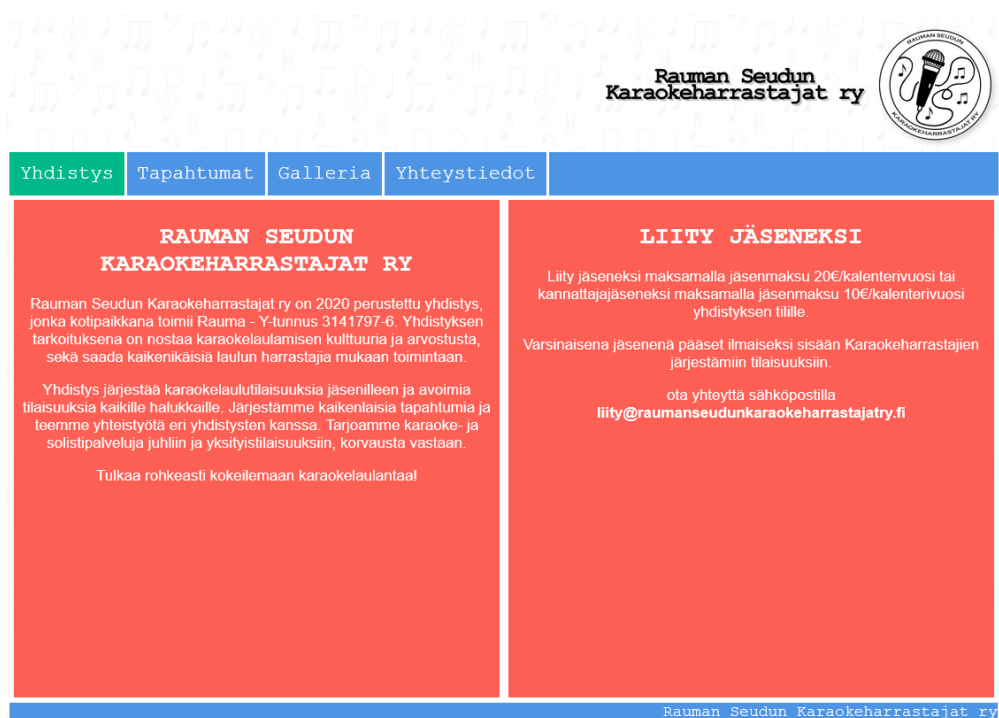 Rauman Seudun
Karaokeharrastajat ry
RAUMAN SEUDUN
KARAOKEHARRASTAJAT RY
Yhdistys
Tapahtumat
Galleria
Yhteystiedot
RAUMAN SEUDUN
KARAOKEHARRASTAJAT RY
Rauman Seudun Karaokeharrastajat ry on 2020 perustettu yhdistys,
jonka kotipaikkana toimii Rauma - Y-tunnus 3141797-6. Yhdistyksen
tarkoituksena on nostaa karaokelaulamisen kulttuuria ja arvostusta,
sekä saada kaikenikäisiä laulun harrastajia mukaan toimintaan.
Yhdistys järjestää karaokelaulutilaisuuksia jäsenilleen ja avoimia
tilaisuuksia kaikille halukkaille. Järjestämme kaikenlaisia tapahtumia ja
teemme yhteistyötä eri yhdistysten kanssa. Tarjoamme karaoke- ja
solistipalveluja juhliin ja yksityistilaisuuksiin, korvausta vastaan.
Tulkaa rohkeasti kokeilemaan karaokelaulantaa!
LIITY JÄSENEKSI
Liity jäseneksi maksamalla jäsenmaksu 20€/kalenterivuosi tai
kannattajajäseneksi maksamalla jäsenmaksu 10€/kalenterivuosi
yhdistyksen tilille.
Varsinaisena jäsenenä pääset ilmaiseksi sisään Karaokeharrastajien
järjestämiin tilaisuuksiin.
ota yhteyttä sähköpostilla
liity@raumanseudunkaraokeharrastajatry.fi
Rauman Seudun Karaokeharrastajat ry